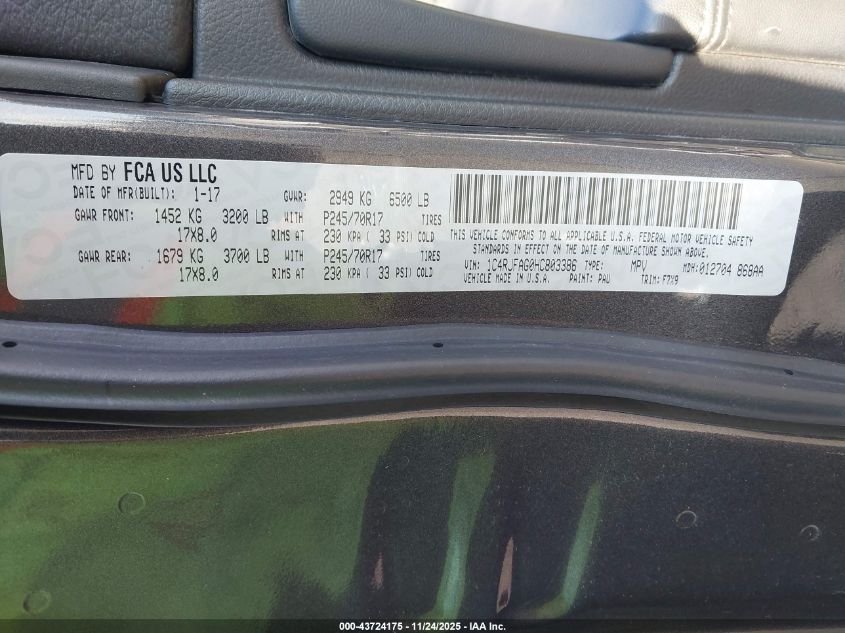 MFD BY FCA US LLC
DATE OF MFR(BUILT): 1-17 GVWR: 2949 KG 6500 LB
GAWR FRONT: 1452 KG 3200 LB WITH P245/70R17 TIRES
17X8.0 RIMS AT 230 KPA ( 33 PSI) COLD
GAWR REAR: 1679 KG 3700 LB WITH P245/70R17 TIRES
17X8.0 RIMS AT 230 KPA ( 33 PSI) COLD
THIS VEHICLE CONFORMS TO ALL APPLICABLE U.S.A. FEDERAL MOTOR VEHICLE SAFETY
STANDARDS IN EFFECT ON THE DATE OF MANUFACTURE SHOWN ABOVE.
VIN: 1C4RJFAG0HC803386 TYPE: MPV MDH:012704 868AA
VEHICLE MADE IN U.S.A. PAINT: PAU TRIM: F7X9
000-43724175 - 11/24/2025 - IAA Inc.